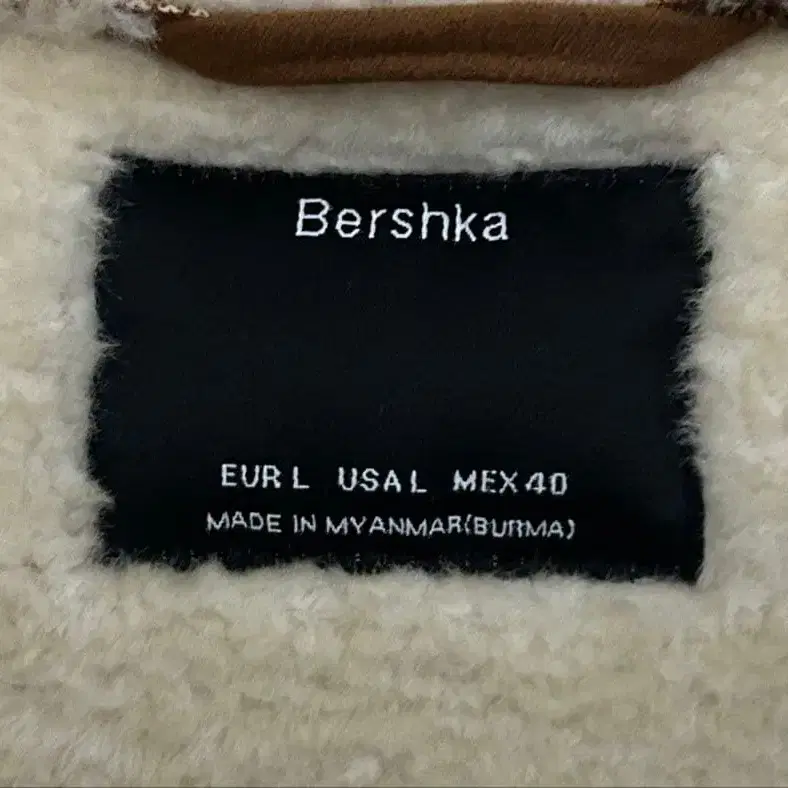 Bershka
EUR L USA L MEX 40
MADE IN MYANMAR(BURMA)